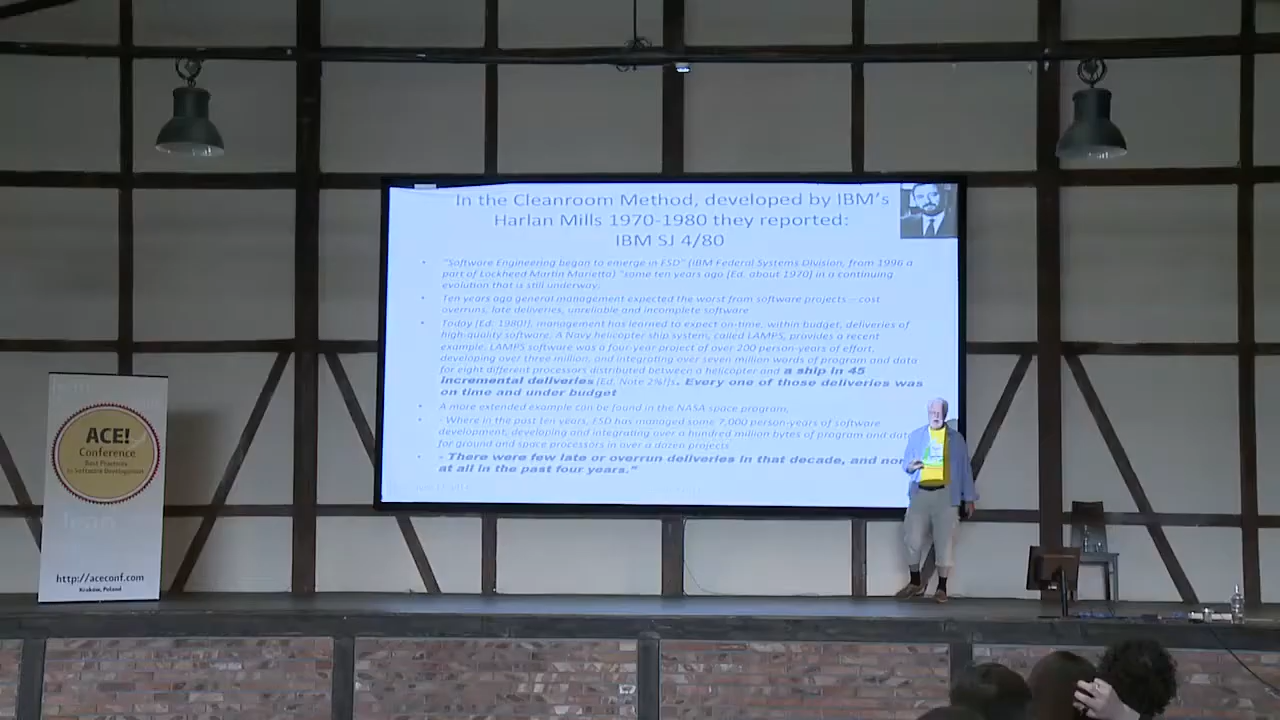 In the Cleanroom Method, developed by IBM's
Harlan Mills 1970-1980 they reported:
IBM SJ 4/80
• "Software Engineering began to emerge in FSD" (IBM Federal Systems Division, from 1996 a
part of Lockheed Martin Marietta) "some ten years ago [Ed. about 1970] in a continuing
evolution that is still underway.
• Ten years ago general management expected the worst from software projects – cost
overruns, late deliveries, unreliable and incomplete software
• Today [Ed. 1980!], management has learned to expect on-time, within budget, deliveries of
high-quality software. A Navy helicopter ship system, called LAMPS, provides a recent
example. LAMPS software was a four-year project of over 200 person-years of effort,
developing over three million, and integrating over seven million words of program and data
for eight different processors distributed between a helicopter and a ship in 45
incremental deliveries [Ed. Note 2%!]s. Every one of those deliveries was
on time and under budget
• A more extended example can be found in the NASA space program,
• - Where in the past ten years, FSD has managed some 7,000 person-years of software
development, developing and integrating over a hundred million bytes of program and data
for ground and space processors in over a dozen projects
• - There were few late or overrun deliveries in that decade, and non
at all in the past four years."
ACE!
Conference
Best Practices
in Software Development
lean
http://aceconf.com
Krakow, Poland